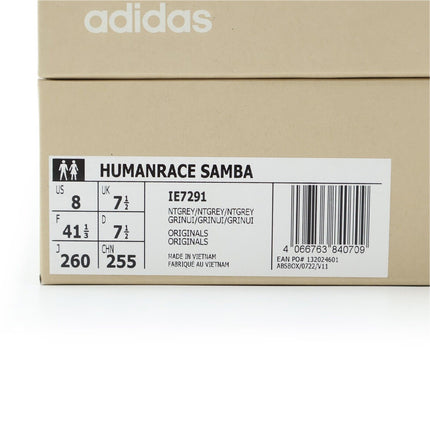 adidas
HUMANRACE SAMBA
US UK
8 7½
F D
41⅓ 7½
J CHN
260 255
IE7291
NTGREY/NTGREY/NTGREY
GRINUI/GRINUI/GRINUI
ORIGINALS
ORIGINALS
MADE IN VIETNAM
FABRIQUÉ AU VIETNAM
4 066763 840709
EAN PO# 132024601
ABSBOX/0722/V11